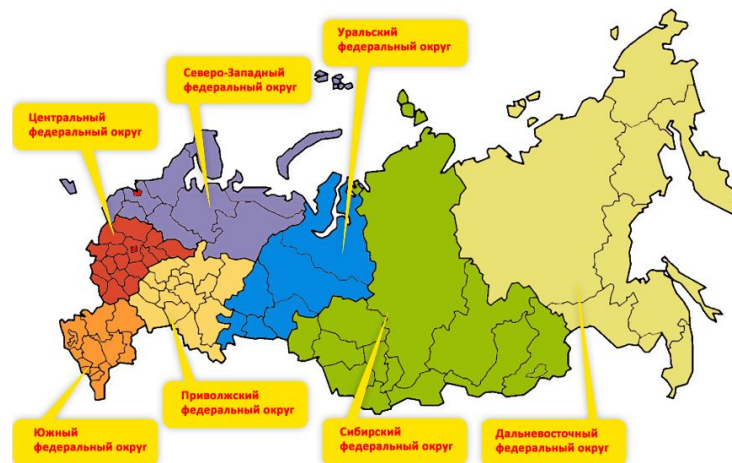 Уральский
федеральный округ
Северо-Западный
федеральный округ
Центральный
федеральный округ
Приволжский
федеральный округ
Южный
федеральный округ
Сибирский
федеральный округ
Дальневосточный
федеральный округ